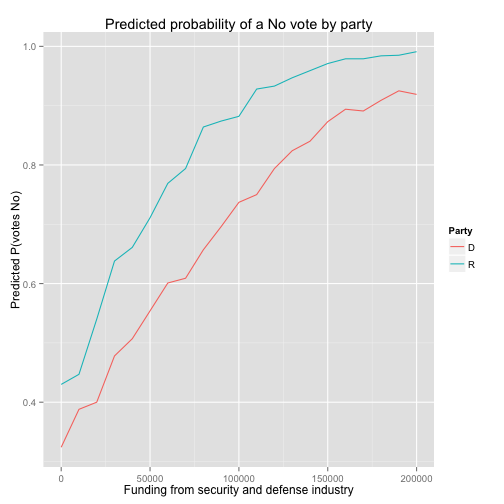 Predicted probability of a No vote by party
1.0
0.8
0.6
0.4
Predicted P(votes No)
0
50000
100000
150000
200000
Funding from security and defense industry
Party
D
R